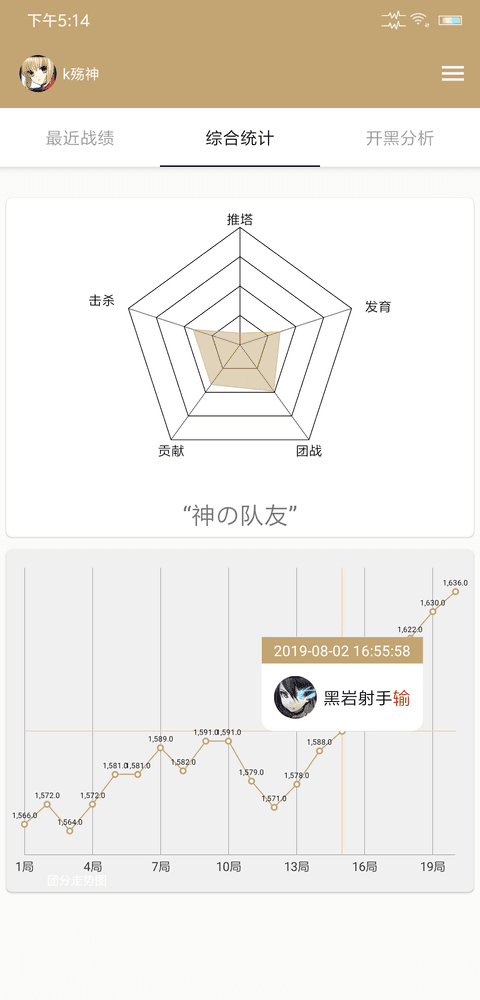 下午5:14
k殇神
最近战绩
综合统计
开黑分析
推塔
击杀
发育
贡献
团战
“神の队友”
1,636.0
1,630.0
1,622.0
2019-08-02 16:55:58
黑岩射手输
1,566.0
1,572.0
1,564.0
1,572.0
1,581.0
1,581.0
1,589.0
1,582.0
1,591.0
1,591.0
1,579.0
1,571.0
1,578.0
1,588.0
1局
4局
7局
10局
13局
16局
19局
团分走势图